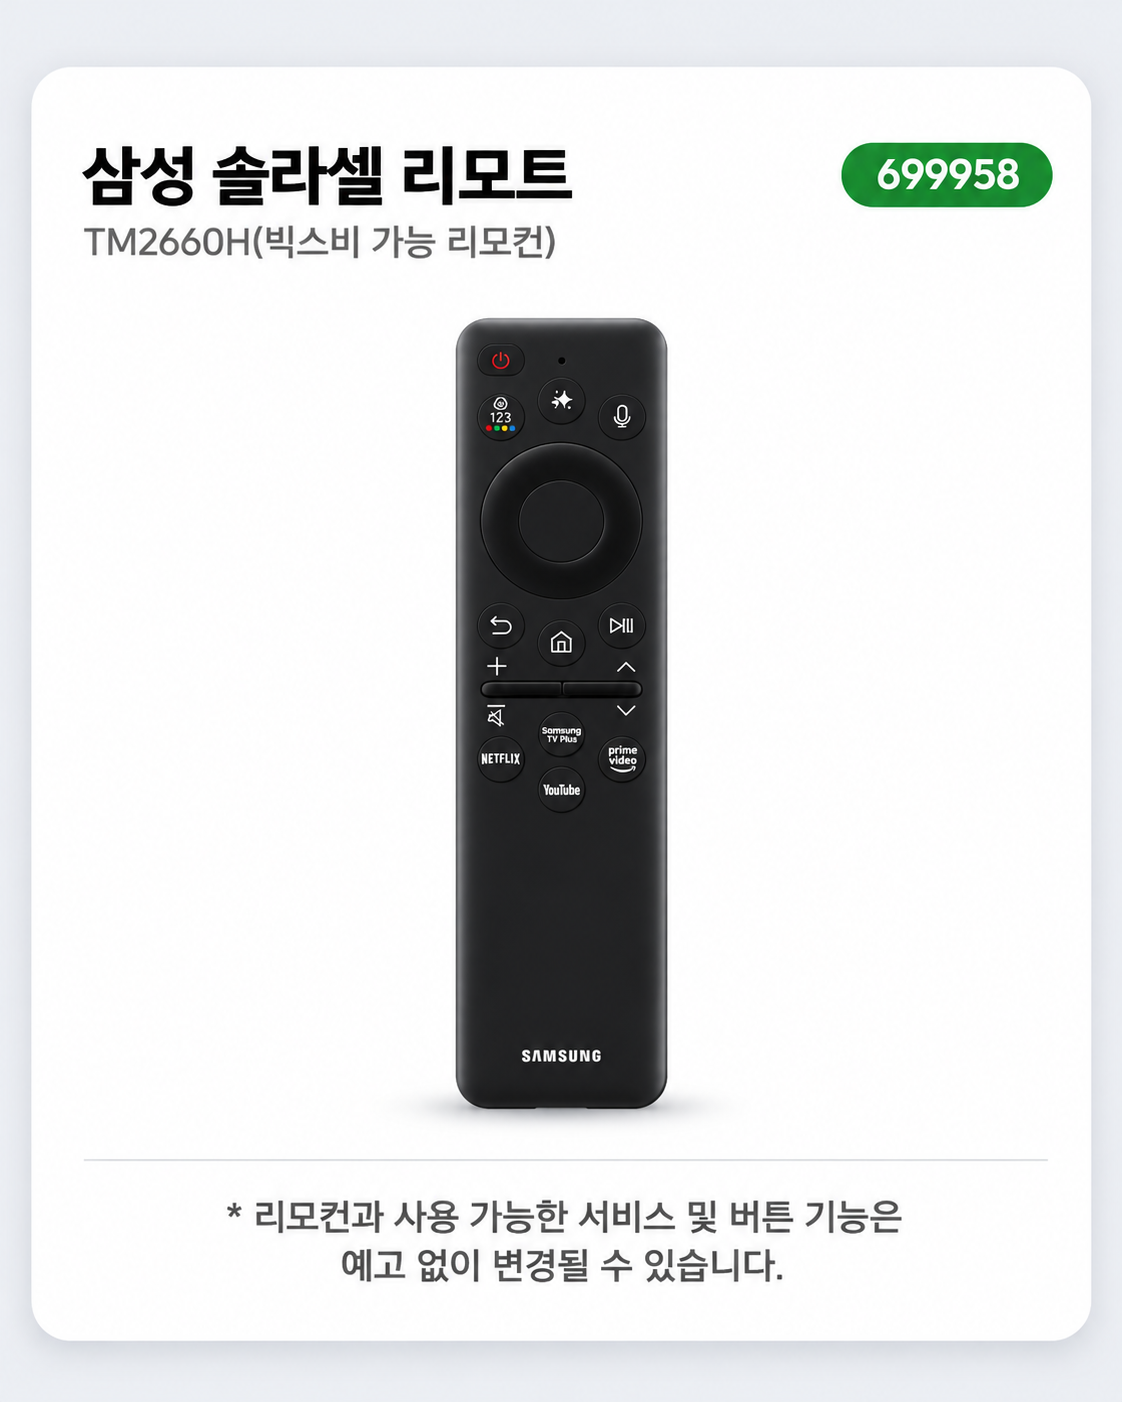 삼성 솔라셀 리모트
699958
TM2660H(빅스비 가능 리모컨)
123
Samsung
TV Plus
NETFLIX
prime
video
YouTube
SAMSUNG
* 리모컨과 사용 가능한 서비스 및 버튼 기능은
예고 없이 변경될 수 있습니다.